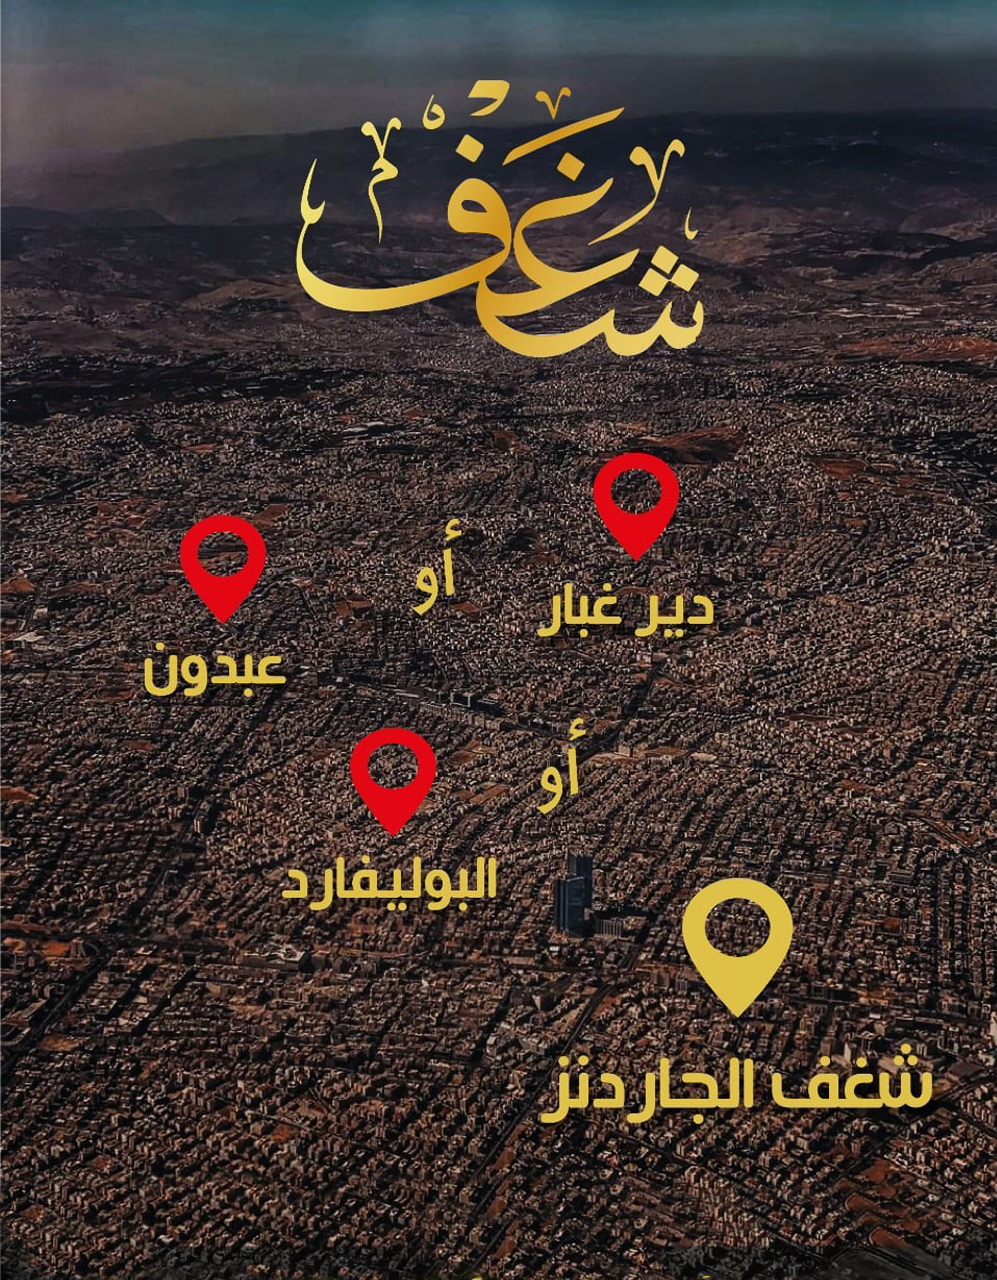 شغف
دير غبار
أو
عبدون
أو
البوليفارد
شغف الجاردنز